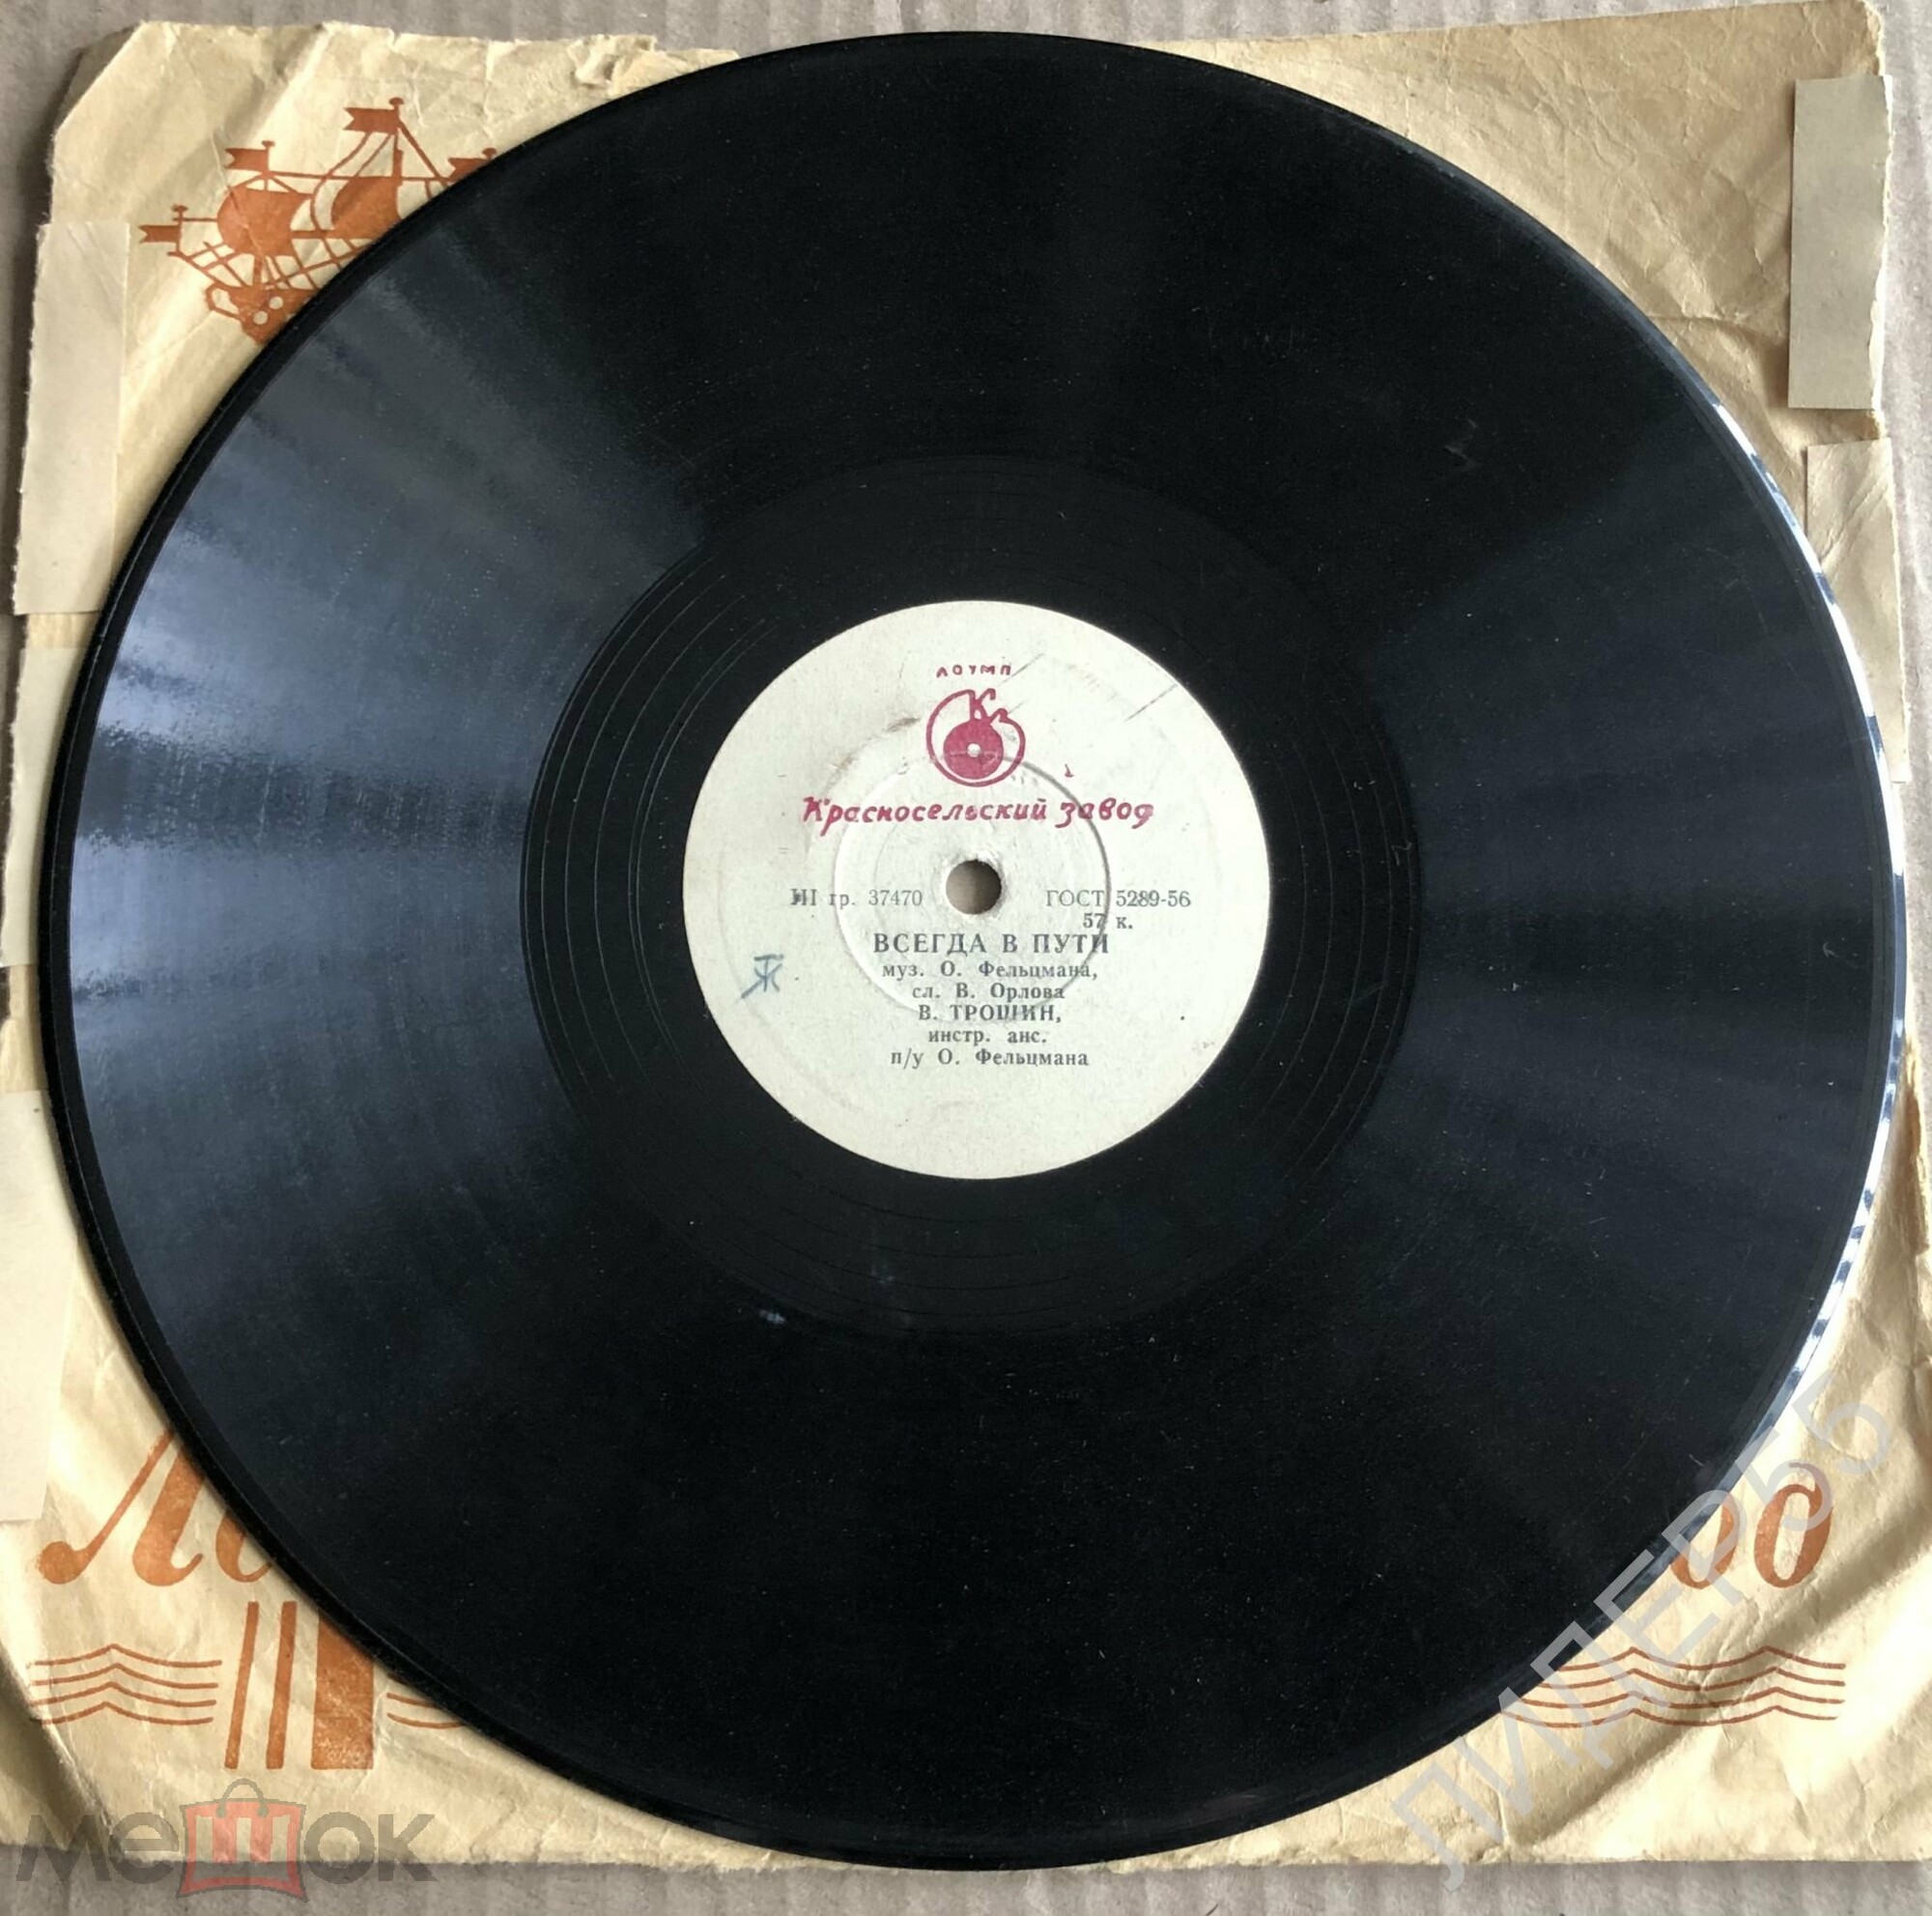 ЛОУМП
Красносельский завод
III гр. 37470 ГОСТ 5289-56
57 к.
ВСЕГДА В ПУТИ
муз. О. Фельцмана,
сл. В. Орлова
В. ТРОШИН,
инстр. анс.
п/у О. Фельцмана
ЛИДЕР55
мешок